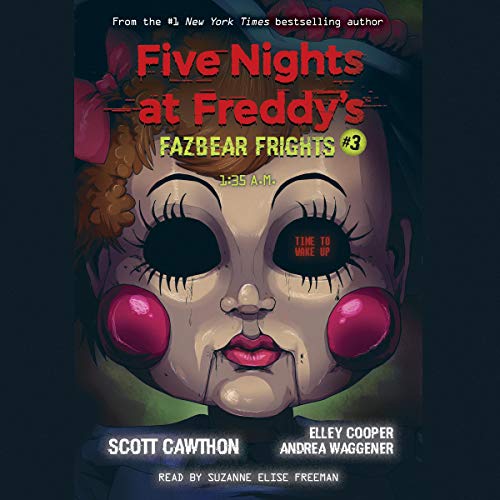 From the #1 New York Times bestselling author
Five Nights
at Freddy's
FAZBEAR FRIGHTS #3
1:35 A.M.
TIME TO
WAKE UP
SCOTT CAWTHON
ELLEY COOPER
ANDREA WAGGENER
READ BY SUZANNE ELISE FREEMAN